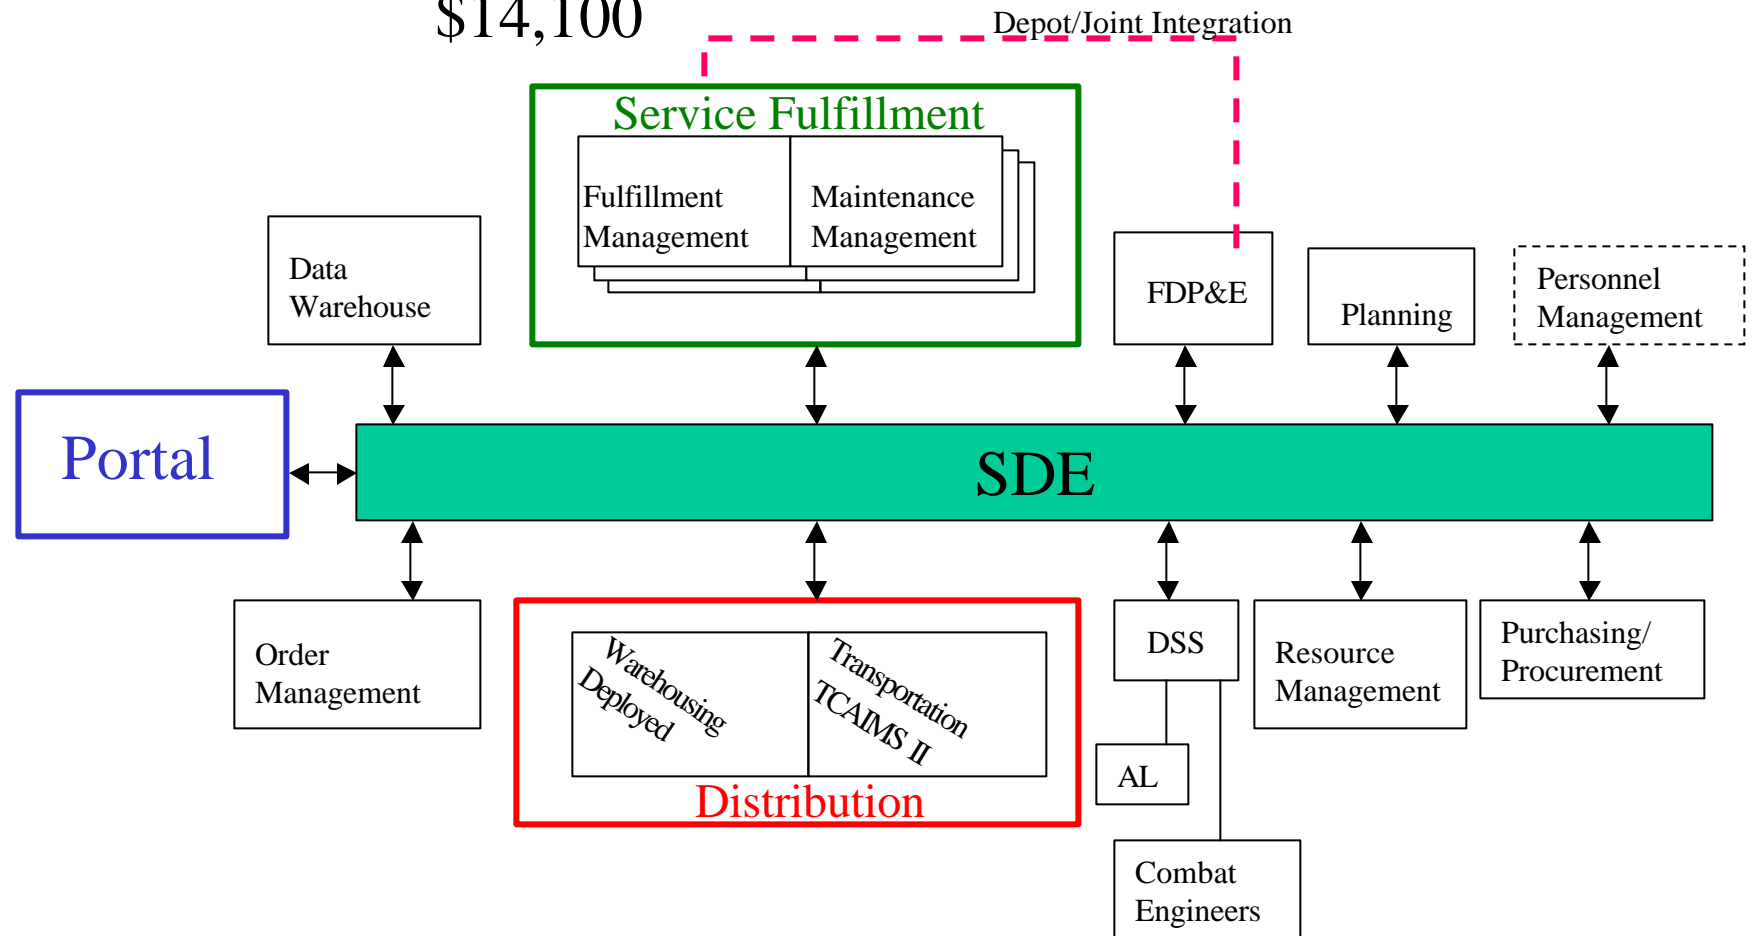 $14,100
Depot/Joint Integration
Service Fulfillment
Fulfillment
Management
Maintenance
Management
Data
Warehouse
FDP&E
Planning
Personnel
Management
Portal
SDE
Order
Management
Warehousing
Deployed
Transportation
TCAIMS II
Distribution
DSS
Resource
Management
Purchasing/
Procurement
AL
Combat
Engineers